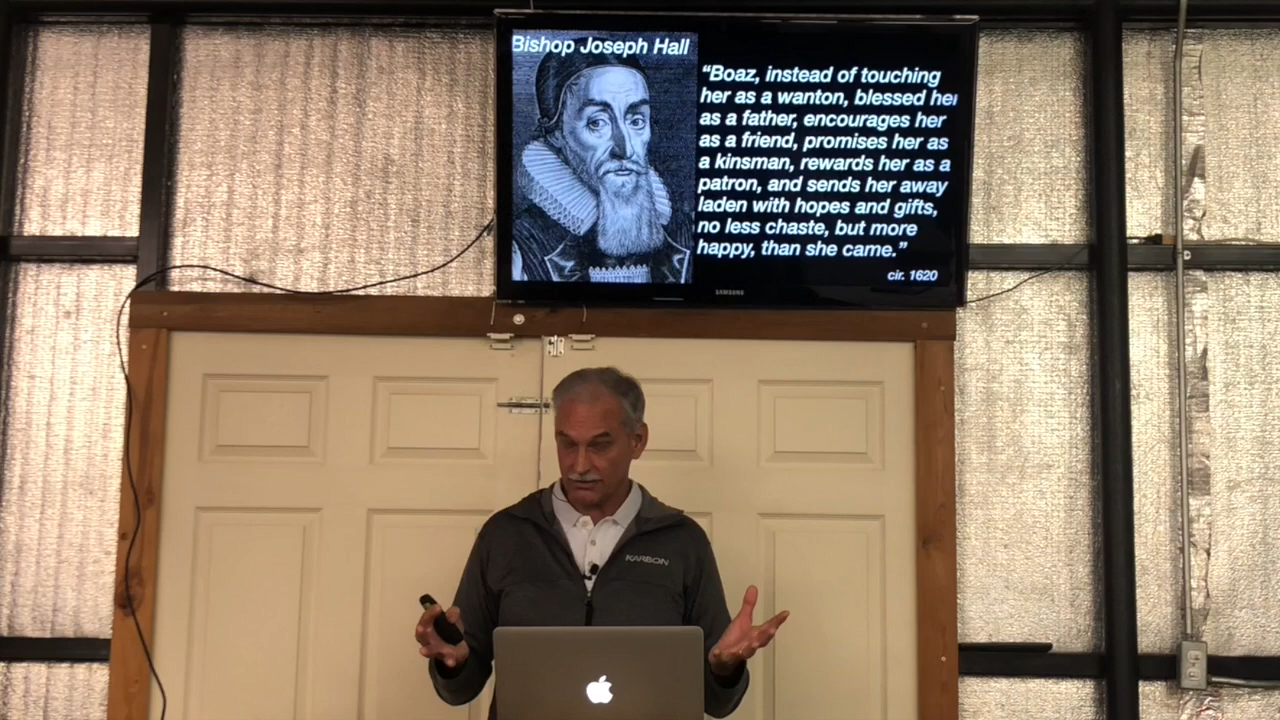 Bishop Joseph Hall
“Boaz, instead of touching
her as a wanton, blessed her
as a father, encourages her
as a friend, promises her as
a kinsman, rewards her as a
patron, and sends her away
laden with hopes and gifts,
no less chaste, but more
happy, than she came.”
cir. 1620
SAMSUNG
KARBON